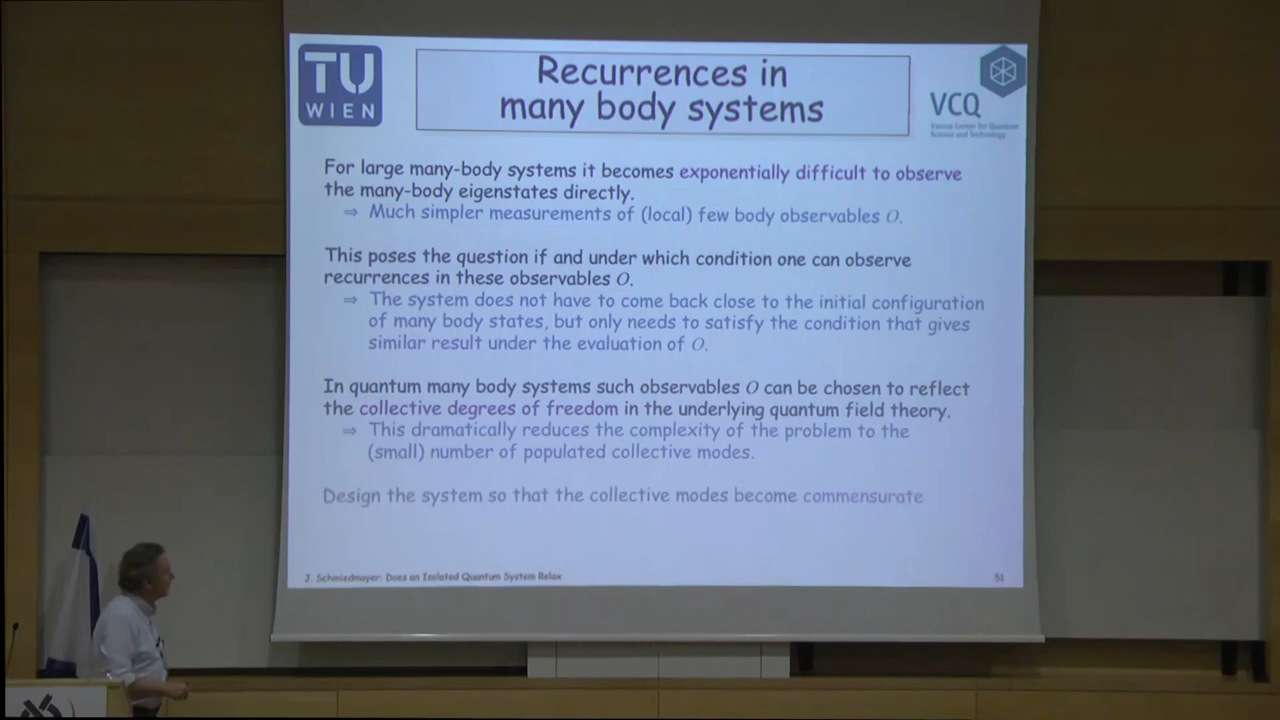 TU
WIEN
Recurrences in
many body systems
VCQ
Vienna Center for Quantum
Science and Technology
For large many-body systems it becomes exponentially difficult to observe
the many-body eigenstates directly.
⇒ Much simpler measurements of (local) few body observables O.
This poses the question if and under which condition one can observe
recurrences in these observables O.
⇒ The system does not have to come back close to the initial configuration
of many body states, but only needs to satisfy the condition that gives
similar result under the evaluation of O.
In quantum many body systems such observables O can be chosen to reflect
the collective degrees of freedom in the underlying quantum field theory.
⇒ This dramatically reduces the complexity of the problem to the
(small) number of populated collective modes.
Design the system so that the collective modes become commensurate
J. Schmiedmayer: Does an Isolated Quantum System Relax
51